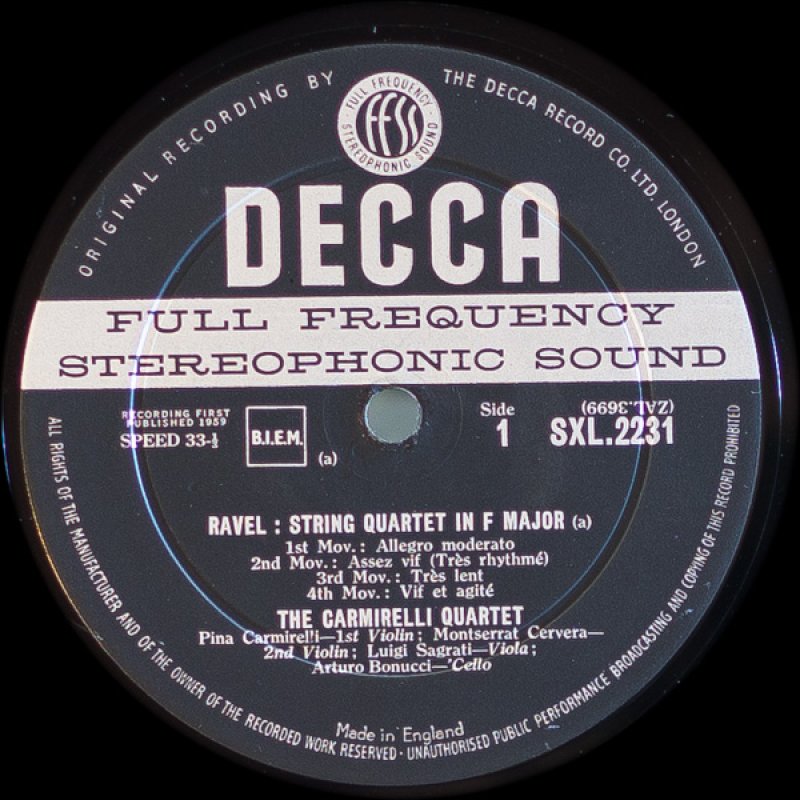 ORIGINAL RECORDING BY THE DECCA RECORD CO. LTD. LONDON
FULL FREQUENCY · STEREOPHONIC SOUND ·
FFSS
DECCA
FULL FREQUENCY
STEREOPHONIC SOUND
RECORDING FIRST
PUBLISHED 1959
SPEED 33-⅓
B.I.E.M.
(a)
Side
1
(ZAL.3699)
SXL.2231
RAVEL : STRING QUARTET IN F MAJOR (a)
1st Mov.: Allegro moderato
2nd Mov.: Assez vif (Très rhythmé)
3rd Mov.: Très lent
4th Mov.: Vif et agité
THE CARMIRELLI QUARTET
Pina Carmirelli—1st Violin; Montserrat Cervera—
2nd Violin; Luigi Sagrati—Viola;
Arturo Bonucci—'Cello
Made in England
ALL RIGHTS OF THE MANUFACTURER AND OF THE OWNER OF THE RECORDED WORK RESERVED · UNAUTHORISED PUBLIC PERFORMANCE BROADCASTING AND COPYING OF THIS RECORD PROHIBITED